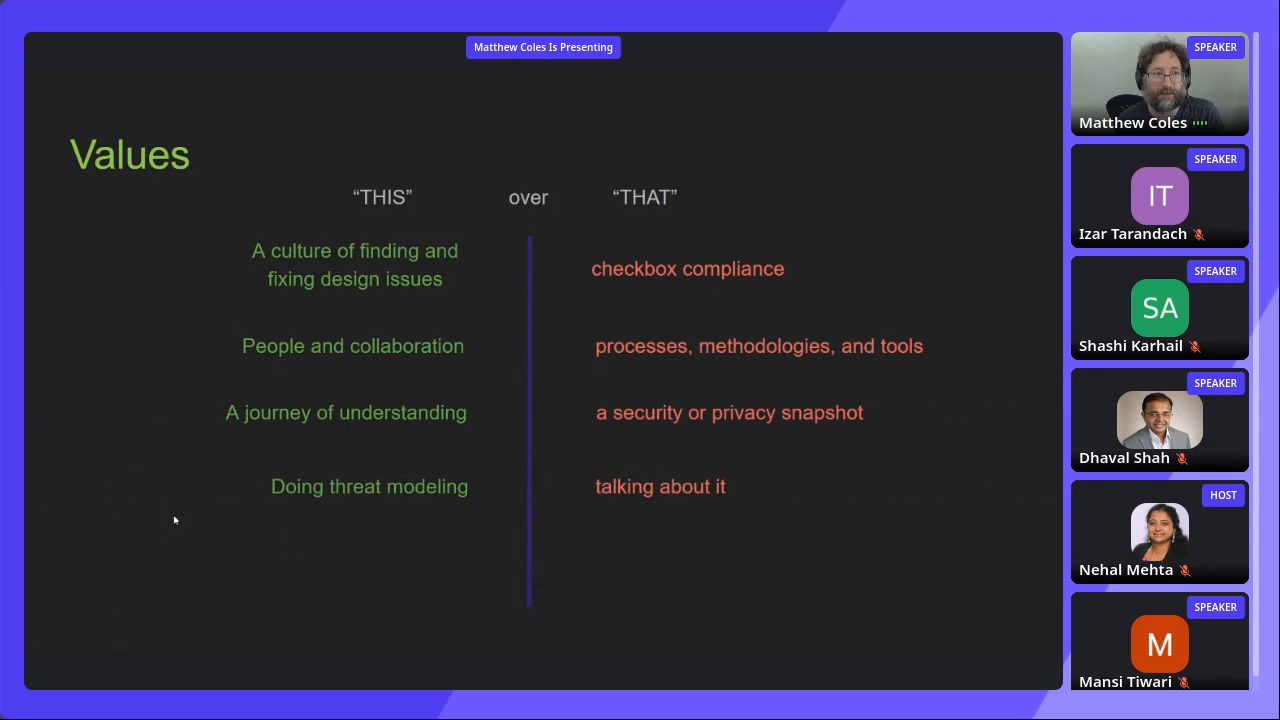 Matthew Coles Is Presenting
Values
“THIS” over “THAT”
A culture of finding and
fixing design issues
checkbox compliance
People and collaboration
processes, methodologies, and tools
A journey of understanding
a security or privacy snapshot
Doing threat modeling
talking about it
SPEAKER
Matthew Coles
SPEAKER
IT
Izar Tarandach
SPEAKER
SA
Shashi Karhail
SPEAKER
Dhaval Shah
HOST
Nehal Mehta
SPEAKER
M
Mansi Tiwari